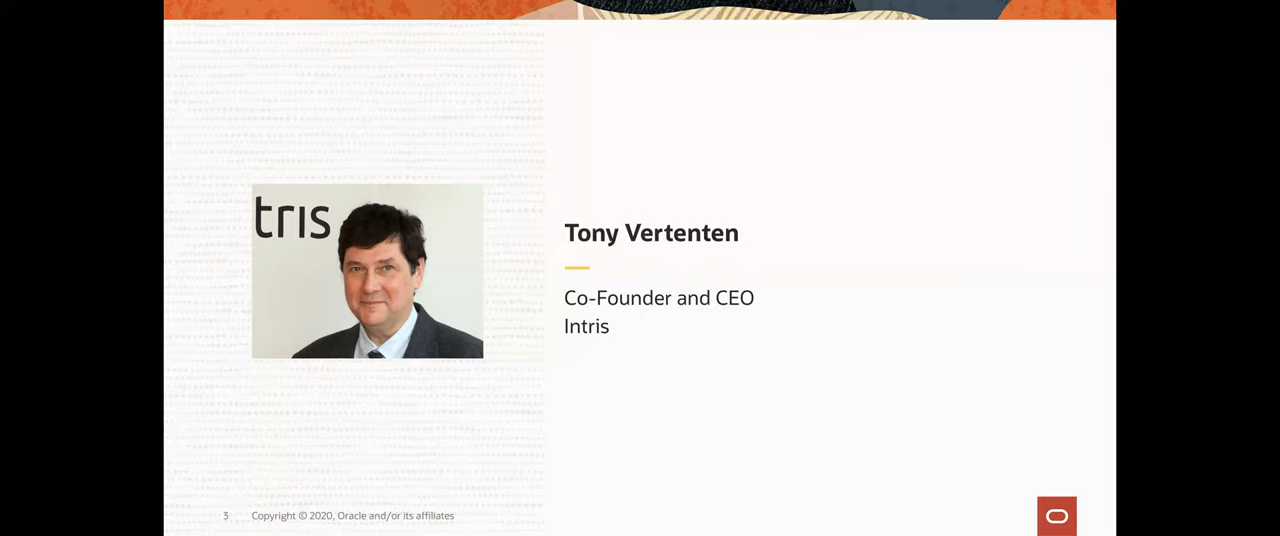 tris
Tony Vertenten
Co-Founder and CEO
Intris
3 Copyright © 2020, Oracle and/or its affiliates